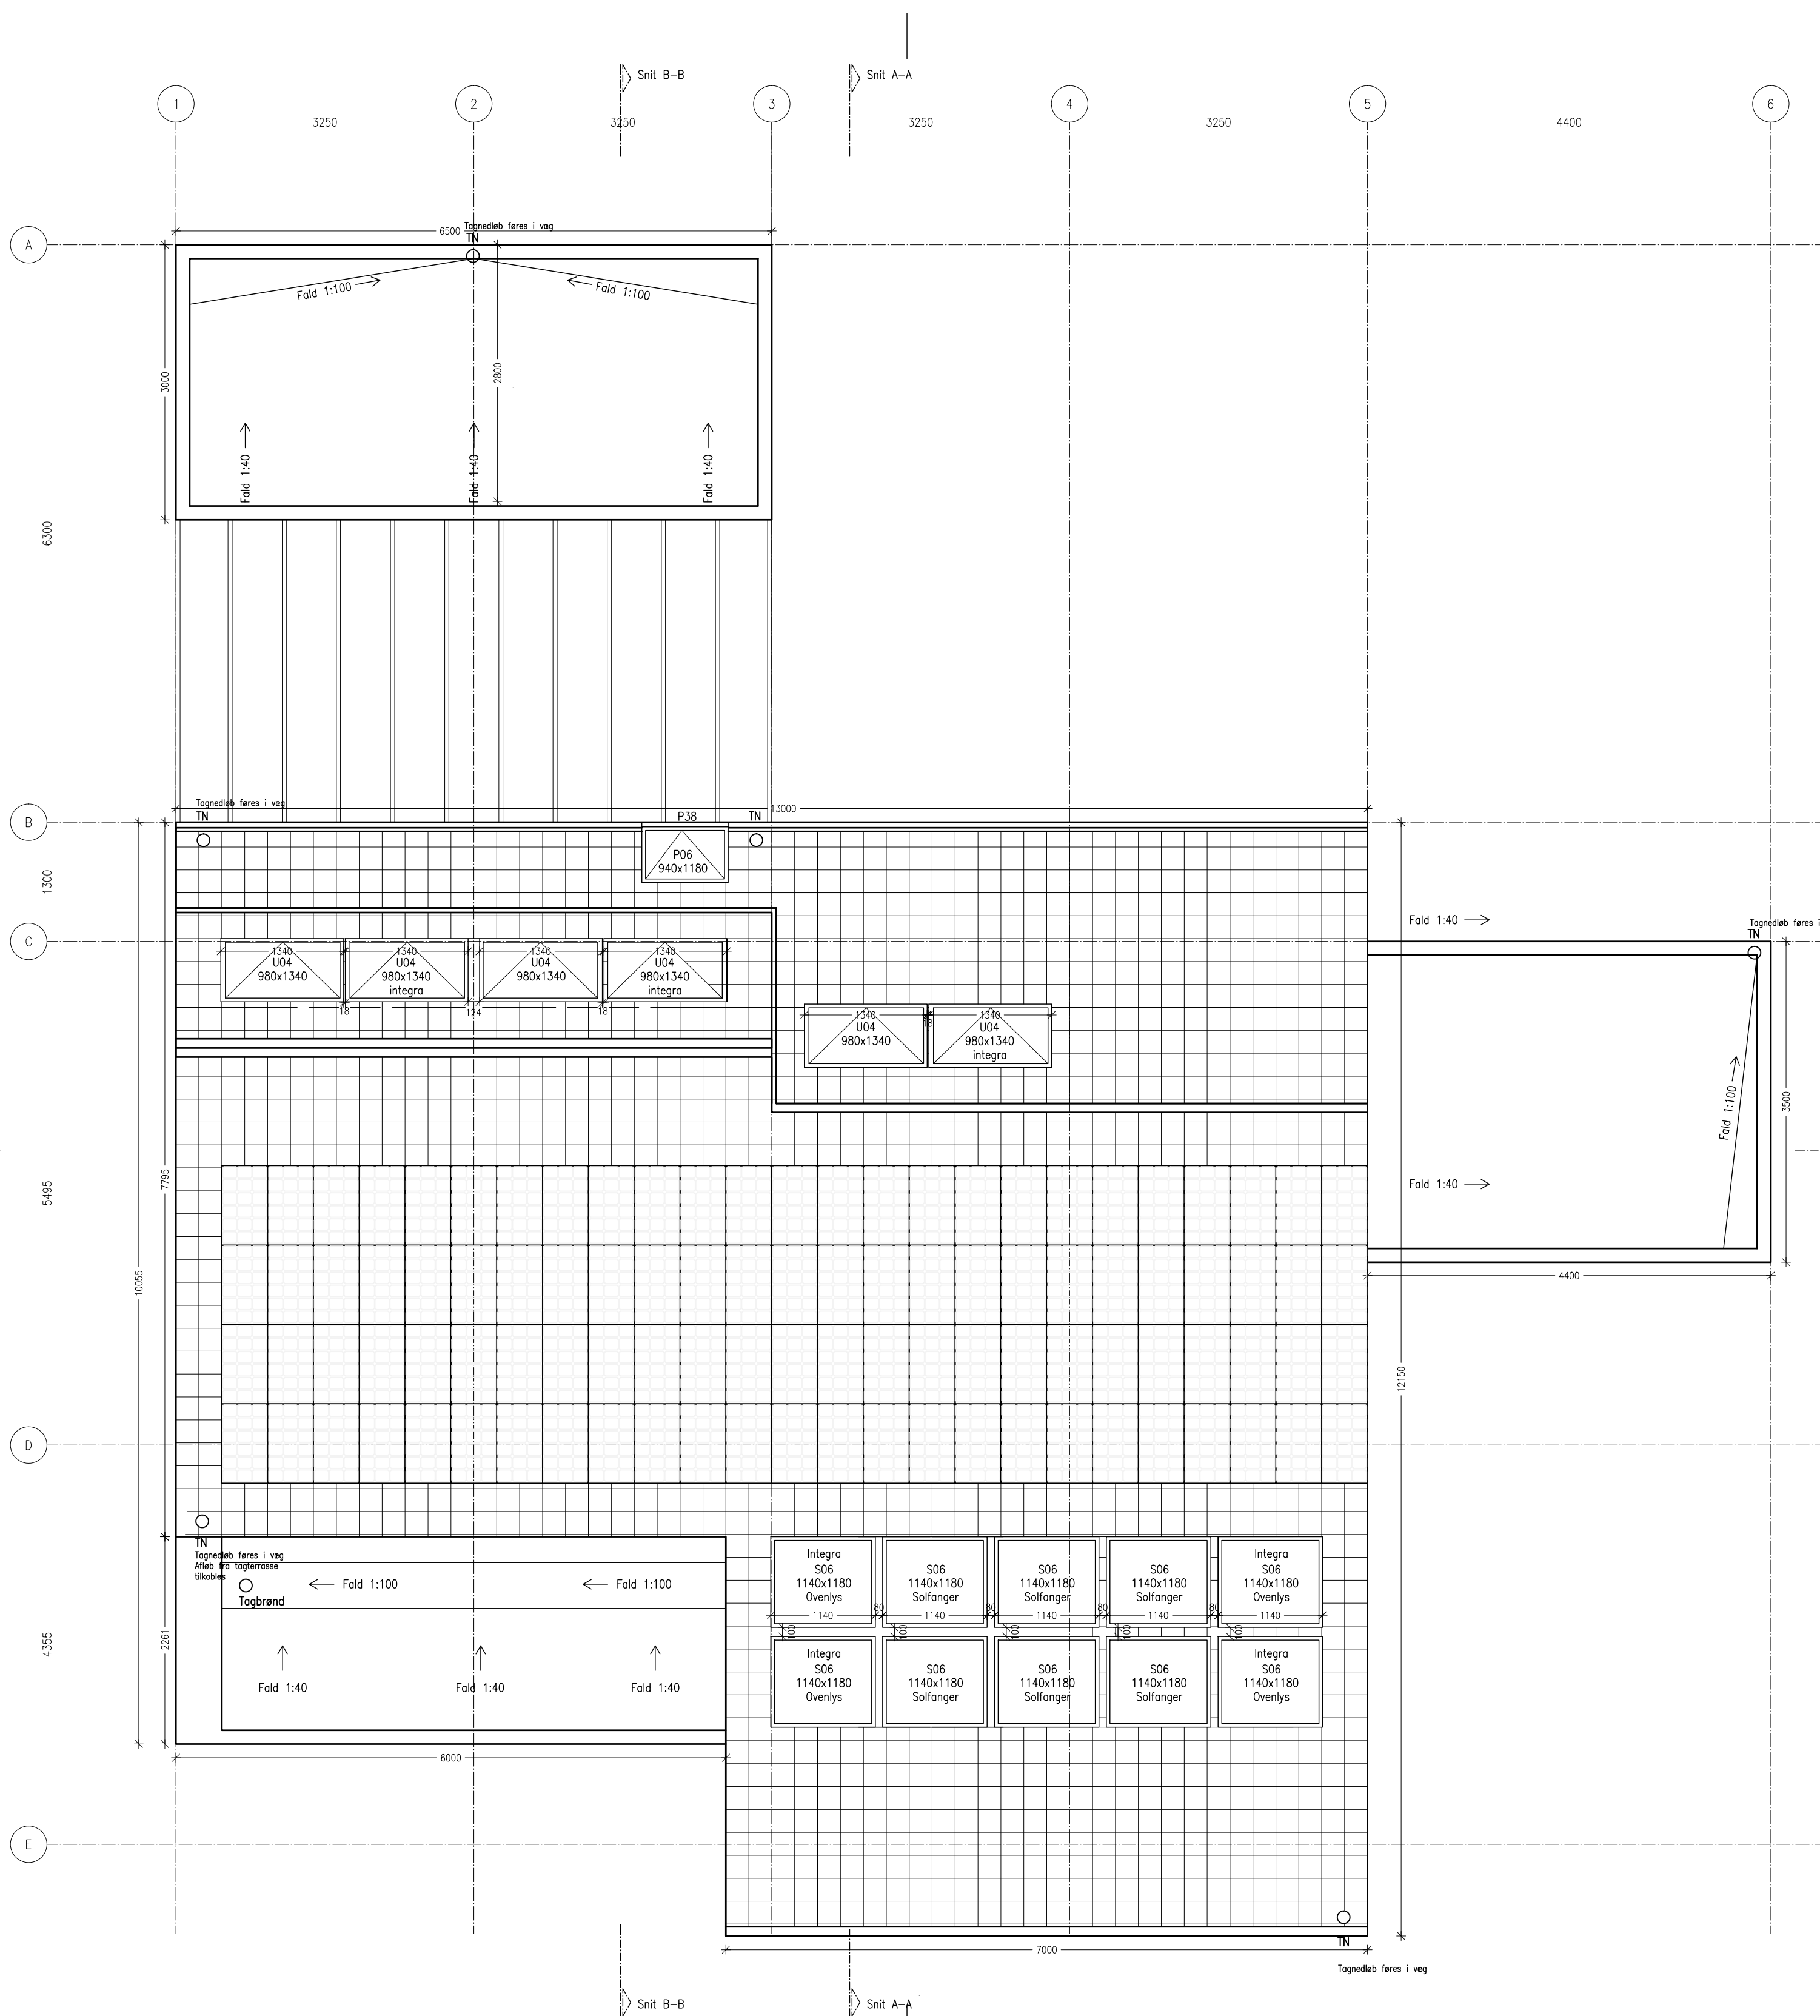 Snit B-B
Snit A-A
1
2
3
4
5
6
3250
3250
3250
3250
4400
A
Tagnedløb føres i væg
6500
TN
Fald 1:100
Fald 1:100
3000
2800
Fald 1:40
Fald 1:40
Fald 1:40
6300
Tagnedløb føres i væg
13000
TN
P38
TN
B
P06
940x1180
1300
Fald 1:40
Tagnedløb føres i
TN
C
1340
U04
980x1340
1340
U04
980x1340
integra
1340
U04
980x1340
1340
U04
980x1340
integra
18
124
18
1340
U04
980x1340
18
1340
U04
980x1340
integra
Fald 1:100
3500
7795
5495
Fald 1:40
10055
4400
12150
D
TN
Tagnedløb føres i væg
Afløb fra tagterrasse
tilkobles
Tagbrønd
Fald 1:100
Fald 1:100
Integra
S06
1140x1180
Ovenlys
S06
1140x1180
Solfanger
S06
1140x1180
Solfanger
S06
1140x1180
Solfanger
Integra
S06
1140x1180
Ovenlys
1140
80
1140
80
1140
80
1140
80
1140
100
100
100
100
100
2261
4355
Fald 1:40
Fald 1:40
Fald 1:40
Integra
S06
1140x1180
Ovenlys
S06
1140x1180
Solfanger
S06
1140x1180
Solfanger
S06
1140x1180
Solfanger
Integra
S06
1140x1180
Ovenlys
6000
E
TN
7000
Tagnedløb føres i væg
Snit B-B
Snit A-A